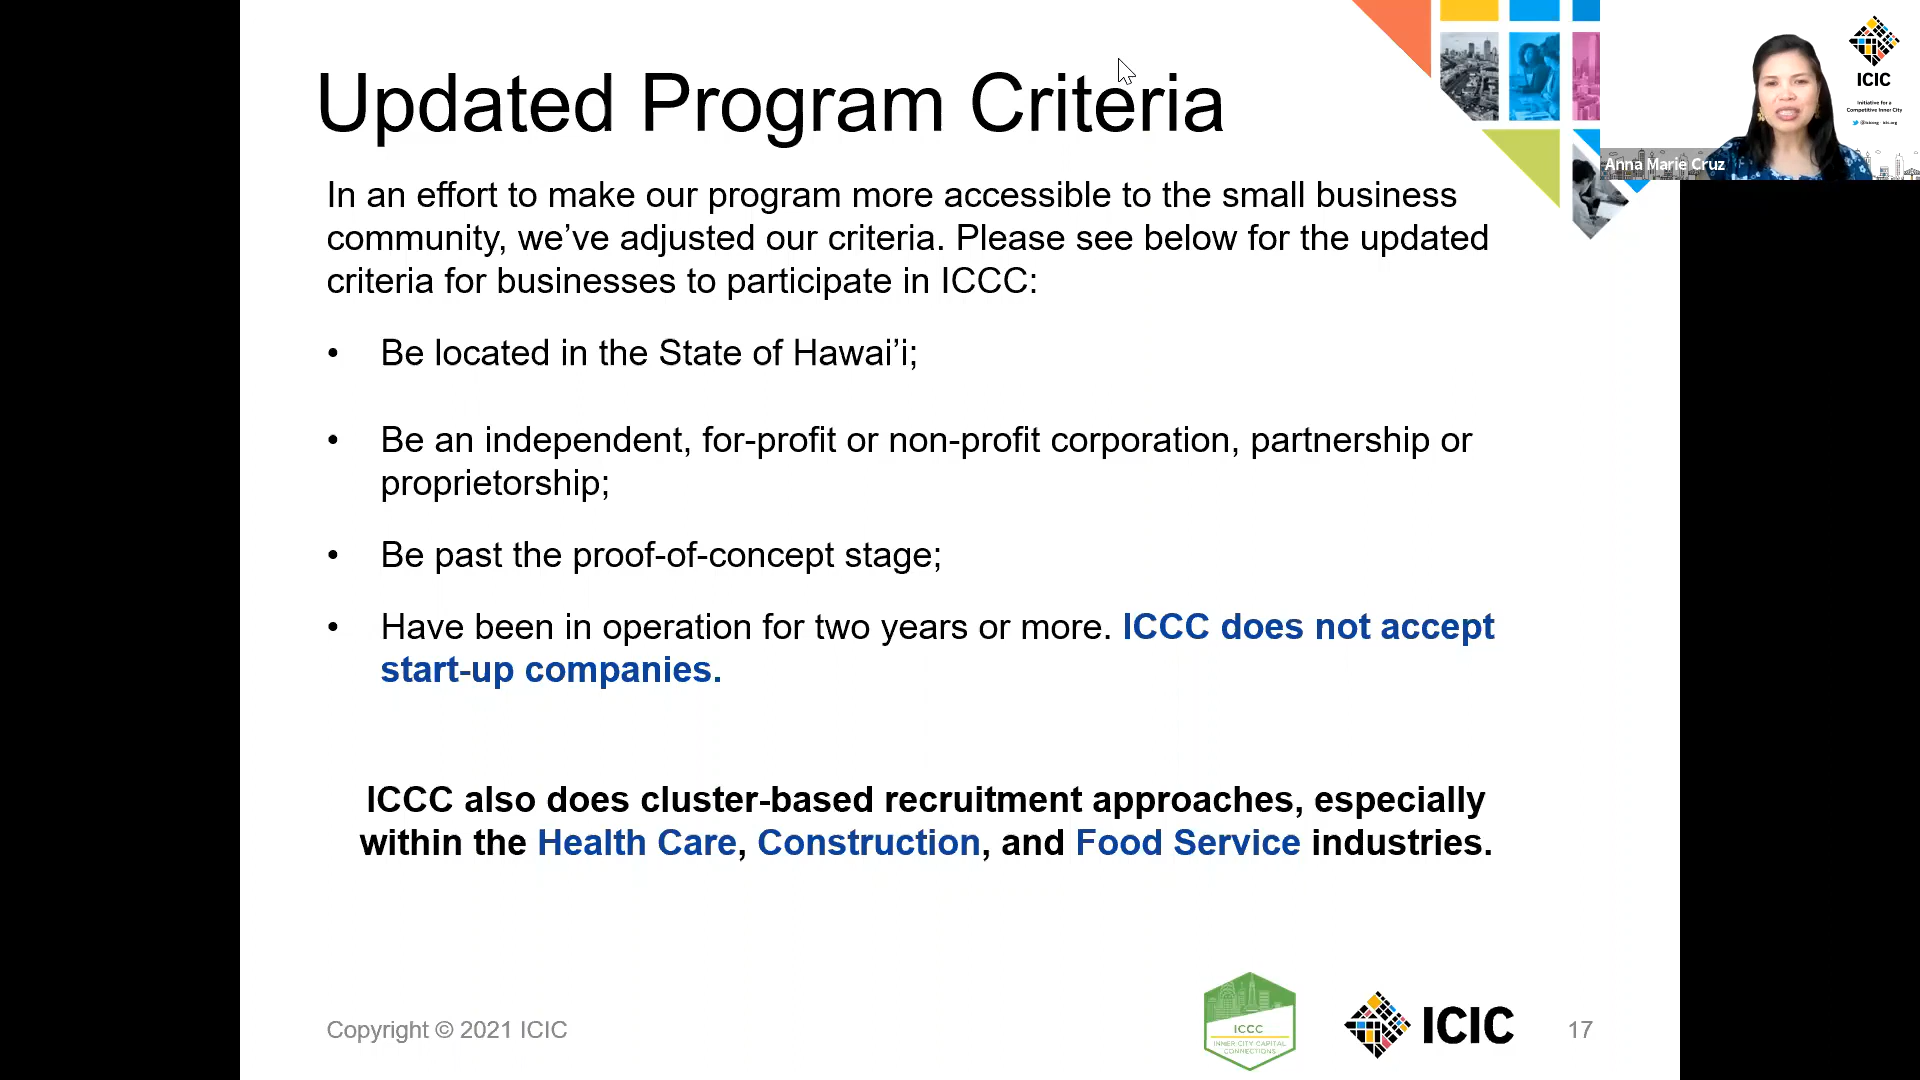 Updated Program Criteria
In an effort to make our program more accessible to the small business
community, we’ve adjusted our criteria. Please see below for the updated
criteria for businesses to participate in ICCC:
• Be located in the State of Hawai’i;
• Be an independent, for-profit or non-profit corporation, partnership or
proprietorship;
• Be past the proof-of-concept stage;
• Have been in operation for two years or more. ICCC does not accept
start-up companies.
ICCC also does cluster-based recruitment approaches, especially
within the Health Care, Construction, and Food Service industries.
Copyright © 2021 ICIC
ICCC
INNER CITY CAPITAL
CONNECTIONS
ICIC
17
ICIC
Initiative for a
Competitive Inner City
Anna Marie Cruz